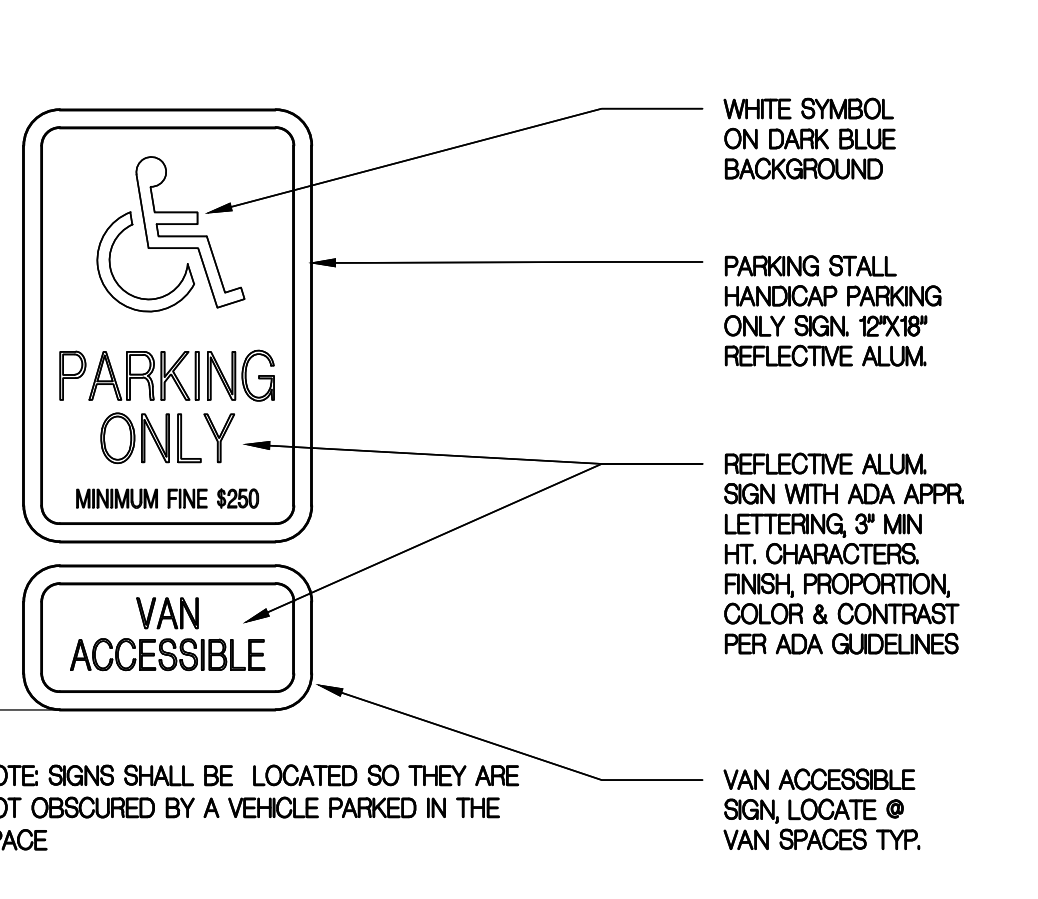 WHITE SYMBOL
ON DARK BLUE
BACKGROUND
PARKING STALL
HANDICAP PARKING
ONLY SIGN. 12"X18"
REFLECTIVE ALUM.
PARKING
ONLY
MINIMUM FINE $250
REFLECTIVE ALUM.
SIGN WITH ADA APPR.
LETTERING, 3" MIN
HT. CHARACTERS.
FINISH, PROPORTION,
COLOR & CONTRAST
PER ADA GUIDELINES
VAN
ACCESSIBLE
OTE: SIGNS SHALL BE LOCATED SO THEY ARE
OT OBSCURED BY A VEHICLE PARKED IN THE
PACE
VAN ACCESSIBLE
SIGN, LOCATE @
VAN SPACES TYP.